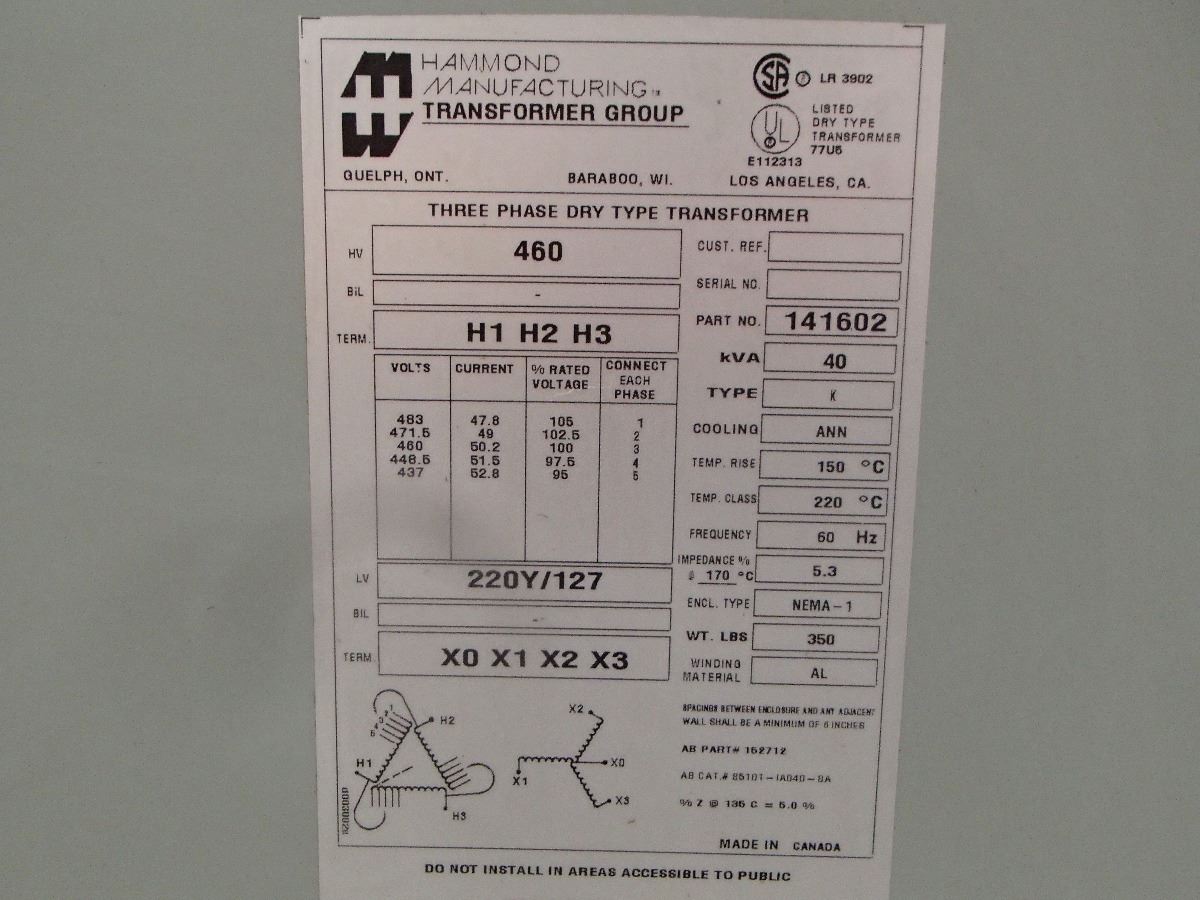 HAMMOND
MANUFACTURING TM
TRANSFORMER GROUP
LR 3902
LISTED
DRY TYPE
TRANSFORMER
77U5
E112313
GUELPH, ONT. BARABOO, WI. LOS ANGELES, CA.
THREE PHASE DRY TYPE TRANSFORMER
HV 460
BIL -
TERM. H1 H2 H3
VOLTS CURRENT % RATED VOLTAGE CONNECT EACH PHASE
483 47.8 105 1
471.5 49 102.5 2
460 50.2 100 3
448.5 51.5 97.5 4
437 52.8 95 5
LV 220Y/127
BIL -
TERM. X0 X1 X2 X3
CUST. REF.
SERIAL NO.
PART NO. 141602
kVA 40
TYPE K
COOLING ANN
TEMP. RISE 150 °C
TEMP. CLASS 220 °C
FREQUENCY 60 Hz
IMPEDANCE %
@ 170 °C 5.3
ENCL. TYPE NEMA-1
WT. LBS 350
WINDING
MATERIAL AL
1
2
3
4
5
H2
H1
H3
X2
X0
X1
X3
SPACINGS BETWEEN ENCLOSURE AND ANY ADJACENT
WALL SHALL BE A MINIMUM OF 6 INCHES
AB PART# 152712
% Z @ 135 C = 5.0 %
MADE IN CANADA
DO NOT INSTALL IN AREAS ACCESSIBLE TO PUBLIC